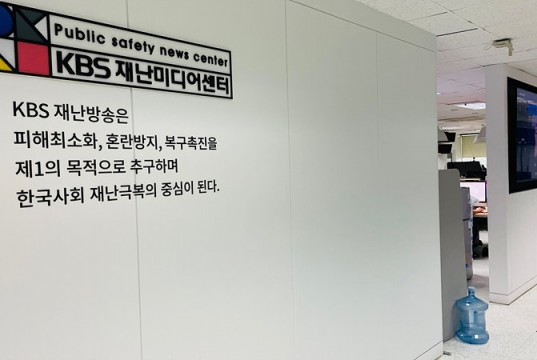 Public safety news center
KBS 재난미디어센터
KBS 재난방송은
피해최소화, 혼란방지, 복구촉진을
제1의 목적으로 추구하며
한국사회 재난극복의 중심이 된다.